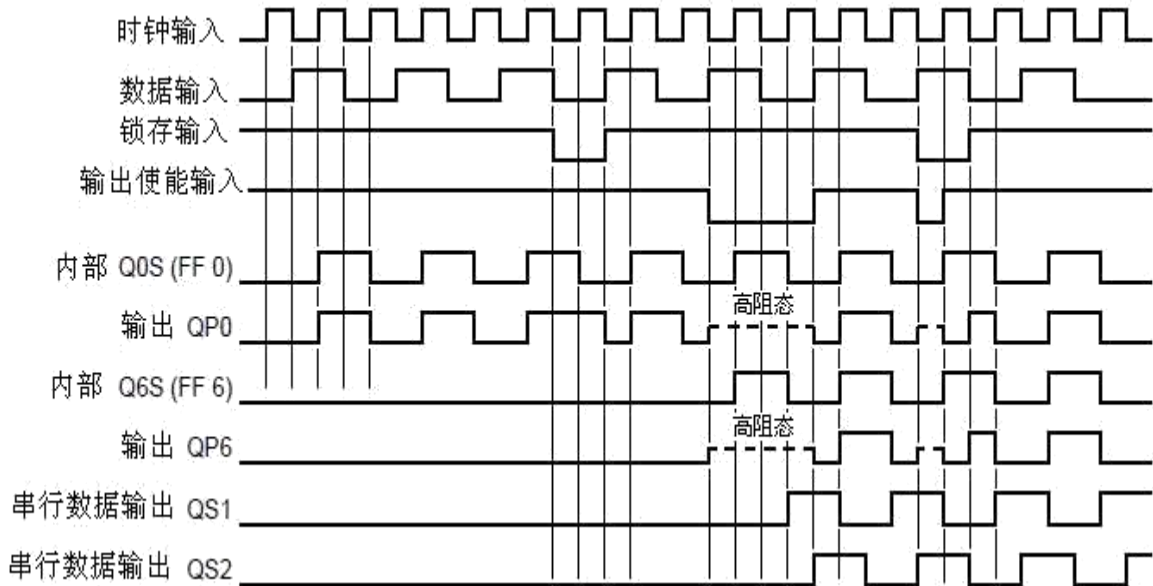 时钟输入
数据输入
锁存输入
输出使能输入
内部 Q0S (FF 0)
高阻态
输出 QP0
内部 Q6S (FF 6)
高阻态
输出 QP6
串行数据输出 QS1
串行数据输出 QS2